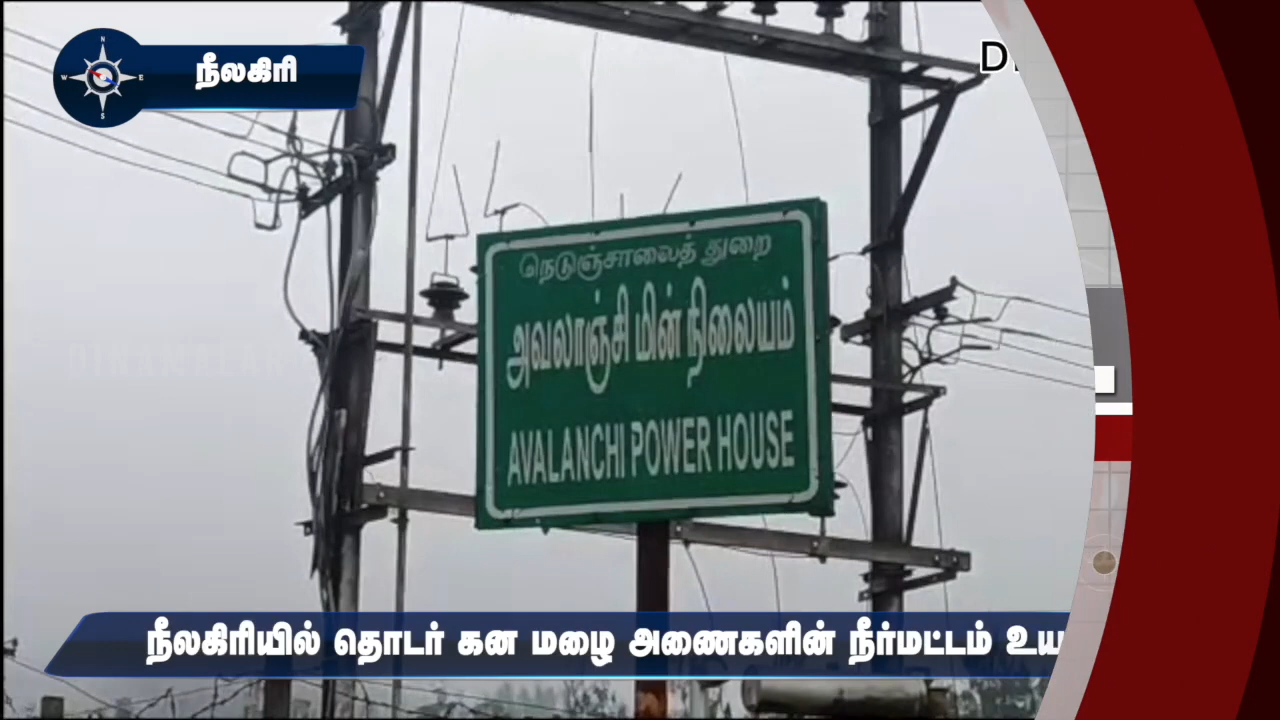 நீலகிரி
நெடுஞ்சாலைத் துறை
அவலாஞ்சி மின் நிலையம்
AVALANCHI POWER HOUSE
நீலகிரியில் தொடர் கன மழை அணைகளின் நீர்மட்டம்